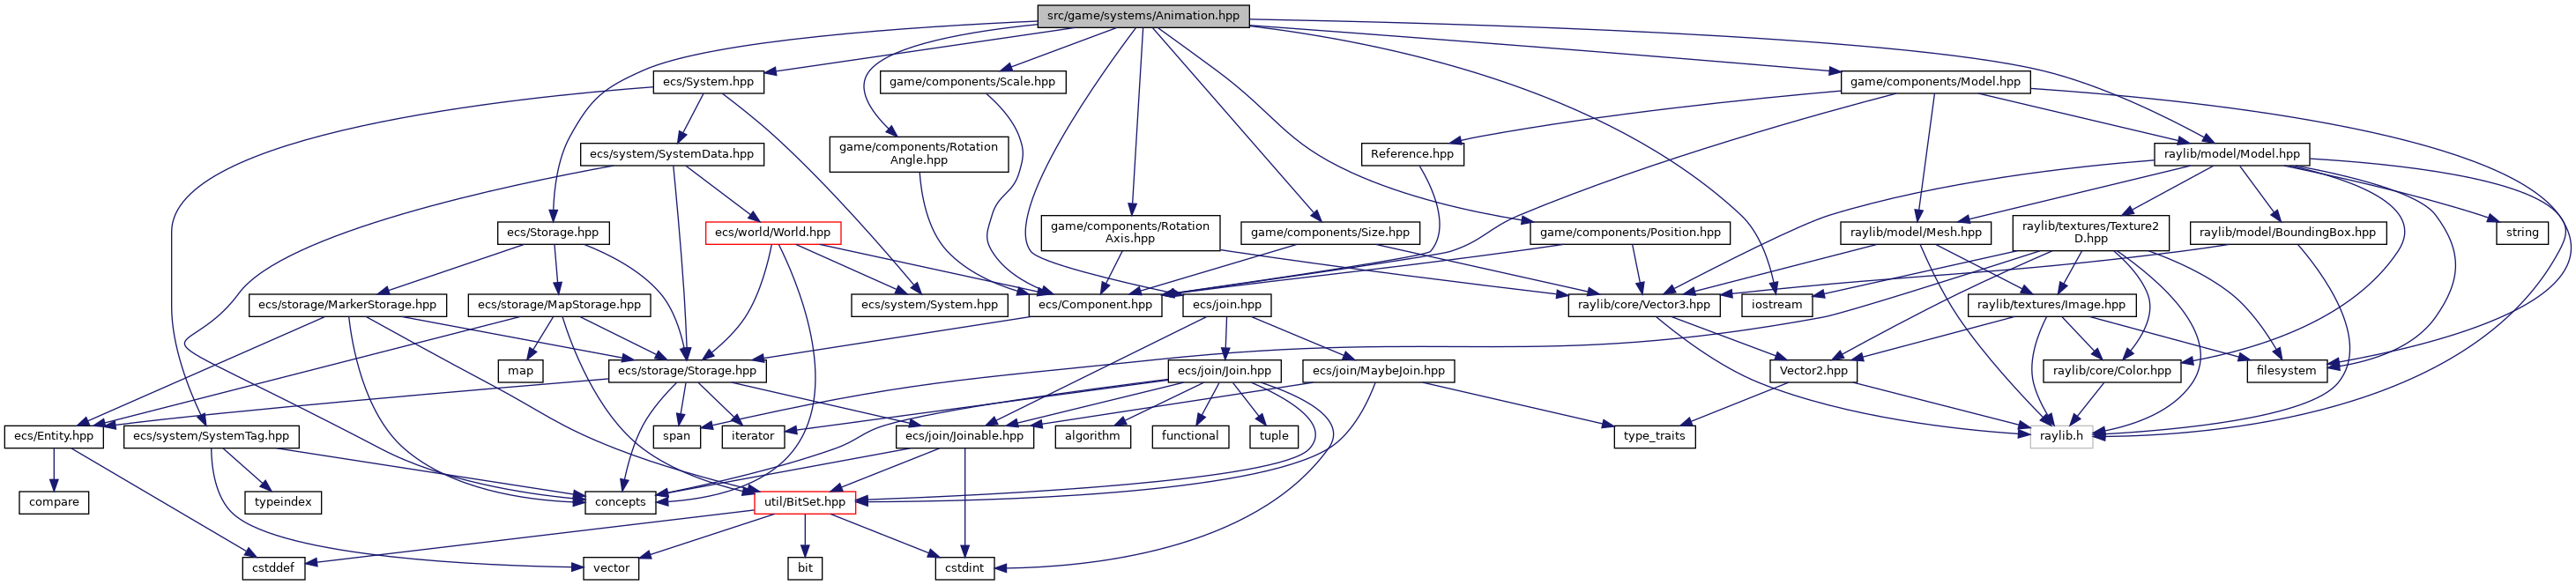 src/game/systems/Animation.hpp
ecs/System.hpp
game/components/Scale.hpp
game/components/Model.hpp
ecs/system/SystemData.hpp
game/components/Rotation
Angle.hpp
Reference.hpp
raylib/model/Model.hpp
ecs/Storage.hpp
ecs/world/World.hpp
game/components/Rotation
Axis.hpp
game/components/Size.hpp
game/components/Position.hpp
raylib/model/Mesh.hpp
raylib/textures/Texture2
D.hpp
raylib/model/BoundingBox.hpp
string
ecs/storage/MarkerStorage.hpp
ecs/storage/MapStorage.hpp
ecs/system/System.hpp
ecs/Component.hpp
ecs/join.hpp
raylib/core/Vector3.hpp
iostream
raylib/textures/Image.hpp
map
ecs/storage/Storage.hpp
ecs/join/Join.hpp
ecs/join/MaybeJoin.hpp
Vector2.hpp
raylib/core/Color.hpp
filesystem
ecs/Entity.hpp
ecs/system/SystemTag.hpp
span
iterator
ecs/join/Joinable.hpp
algorithm
functional
tuple
type_traits
raylib.h
compare
typeindex
concepts
util/BitSet.hpp
cstddef
vector
bit
cstdint